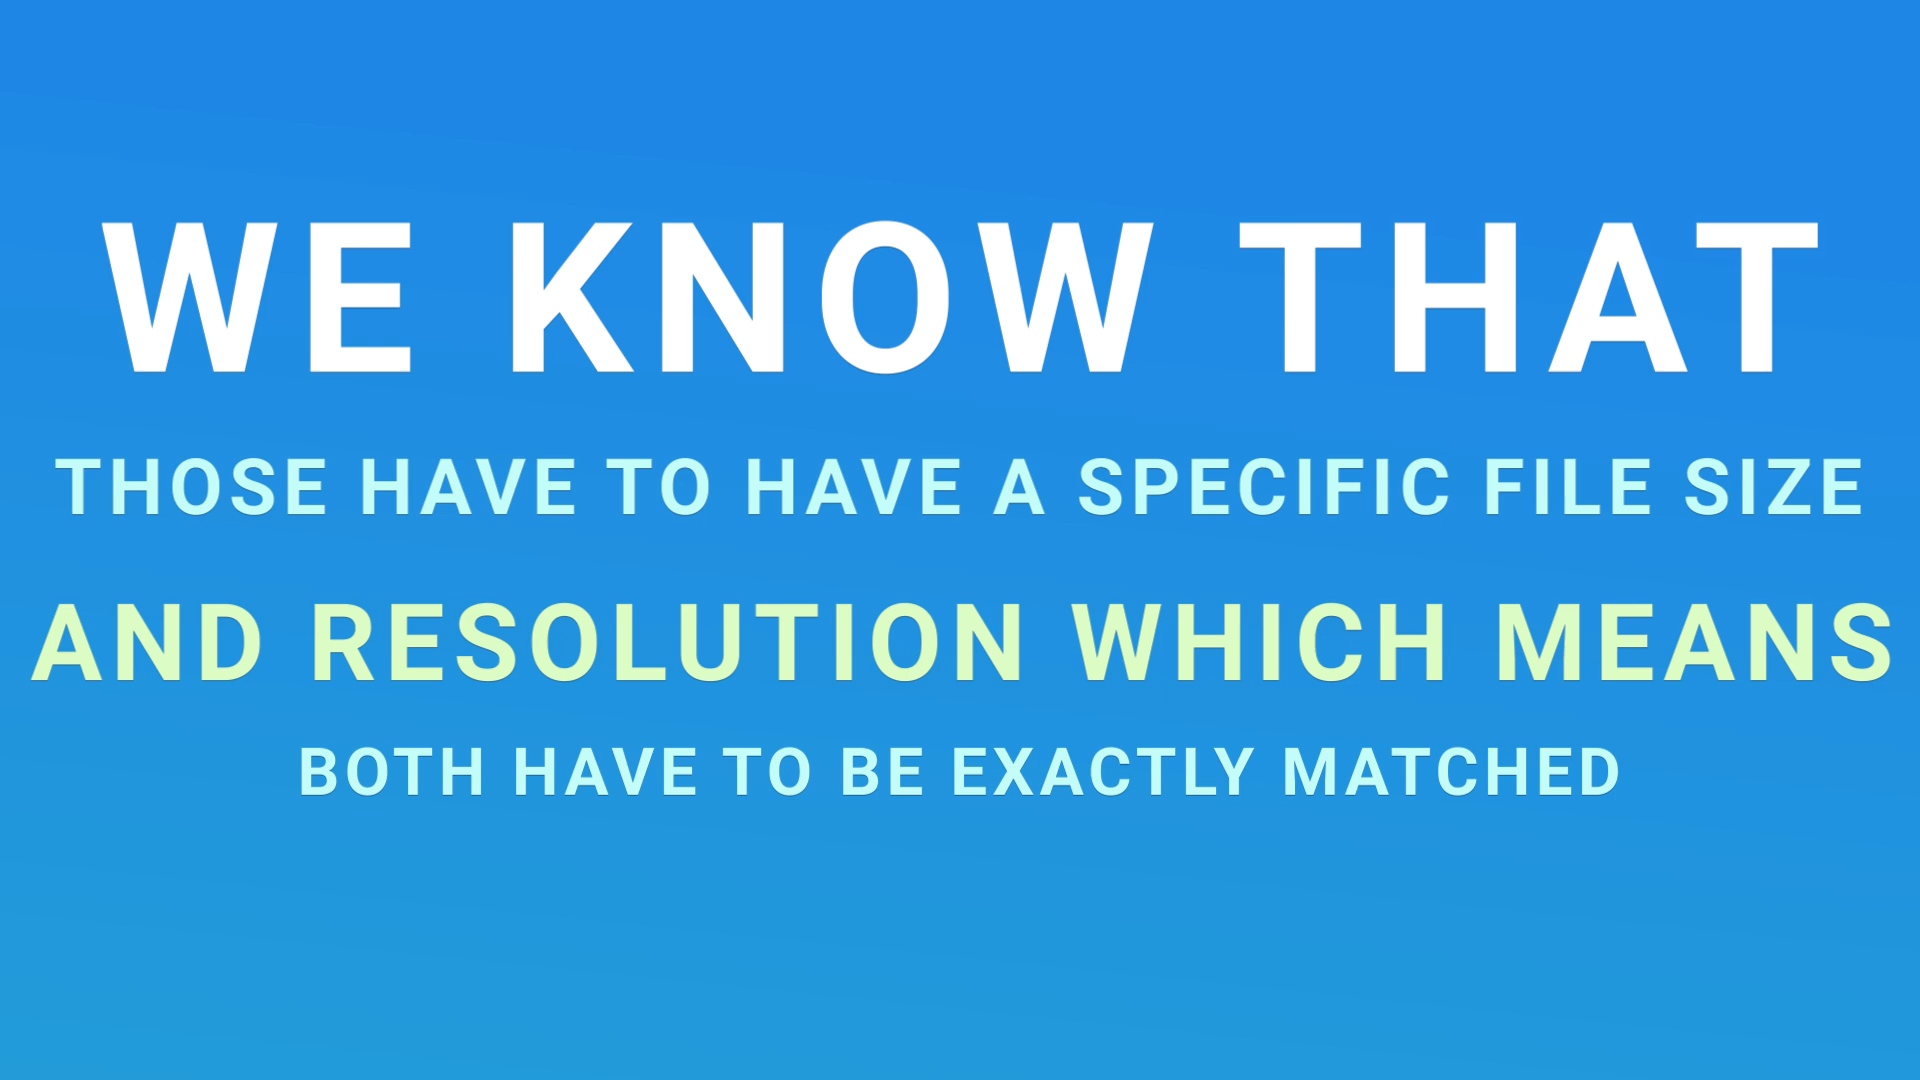 WE KNOW THAT
THOSE HAVE TO HAVE A SPECIFIC FILE SIZE
AND RESOLUTION WHICH MEANS
BOTH HAVE TO BE EXACTLY MATCHED